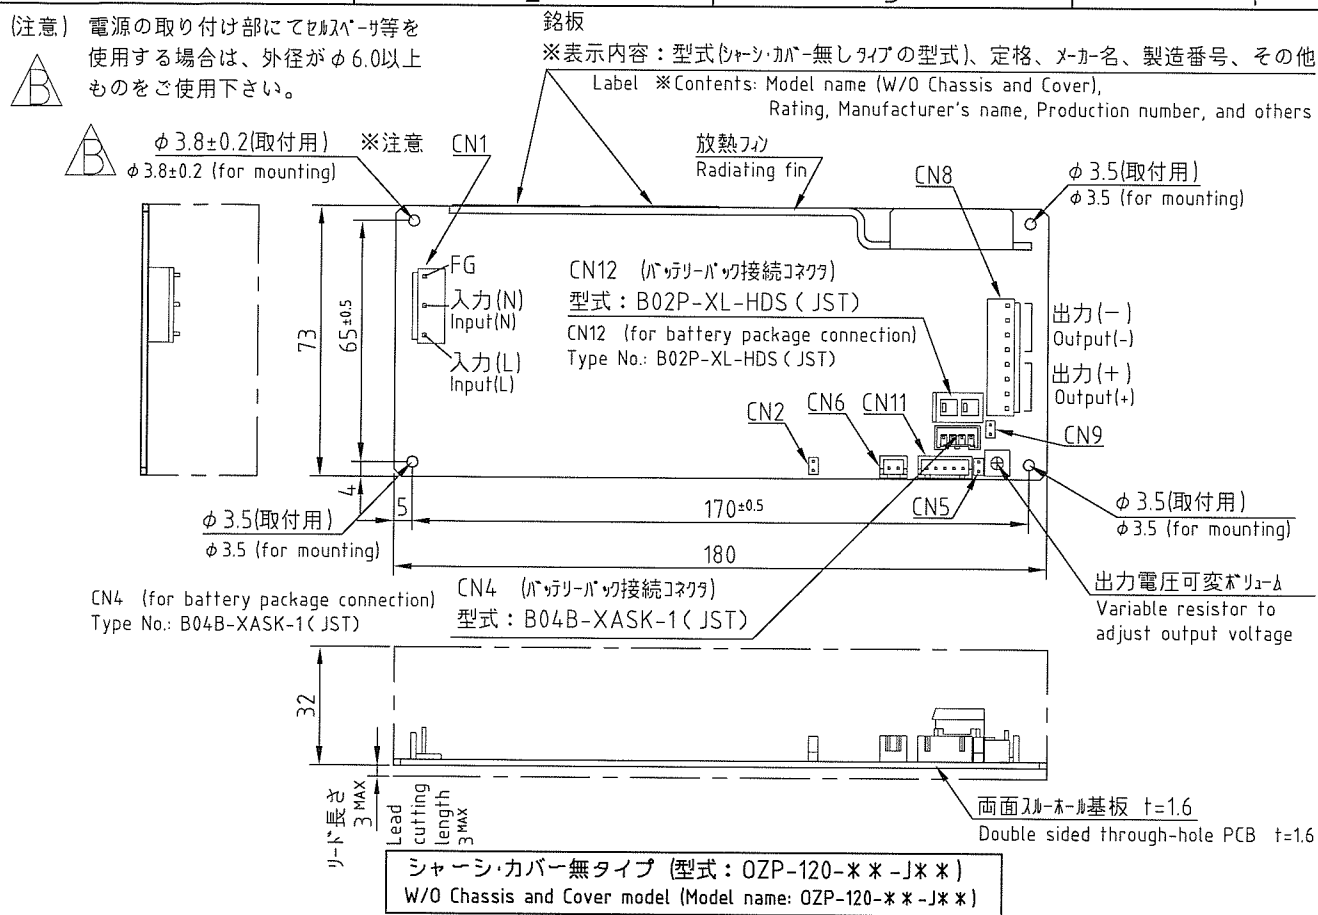 (注意) 電源の取り付け部にてｾﾙｽﾍﾟｰｻ等を
使用する場合は、外径がφ6.0以上
ものをご使用下さい。
B
銘板
※表示内容：型式(ｼｬｰｼ･ｶﾊﾞｰ無しﾀｲﾌﾟの型式)、定格、ﾒｰｶｰ名、製造番号、その他
Label ※Contents: Model name (W/O Chassis and Cover),
Rating, Manufacturer's name, Production number, and others
B
φ3.8±0.2(取付用)
φ3.8±0.2 (for mounting)
※注意
CN1
放熱ﾌｨﾝ
Radiating fin
CN8
φ3.5(取付用)
φ3.5 (for mounting)
FG
入力(N)
Input(N)
入力(L)
Input(L)
CN12 (ﾊﾞｯﾃﾘｰﾊﾟｯｸ接続ｺﾈｸﾀ)
型式：B02P-XL-HDS(JST)
CN12 (for battery package connection)
Type No.: B02P-XL-HDS(JST)
出力(－)
Output(-)
出力(＋)
Output(+)
73
65±0.5
4
5
CN2
CN6
CN11
CN9
CN5
170±0.5
180
φ3.5(取付用)
φ3.5 (for mounting)
φ3.5(取付用)
φ3.5 (for mounting)
CN4 (for battery package connection)
Type No.: B04B-XASK-1(JST)
CN4 (ﾊﾞｯﾃﾘｰﾊﾟｯｸ接続ｺﾈｸﾀ)
型式：B04B-XASK-1(JST)
出力電圧可変ﾎﾞﾘｭｰﾑ
Variable resistor to
adjust output voltage
32
ﾘｰﾄﾞ長さ
3 MAX
Lead
cutting
length
3 MAX
両面ｽﾙｰﾎｰﾙ基板 t=1.6
Double sided through-hole PCB t=1.6
シャーシ･カバー無タイプ (型式：OZP-120-＊＊-J＊＊)
W/O Chassis and Cover model (Model name: OZP-120-＊＊-J＊＊)